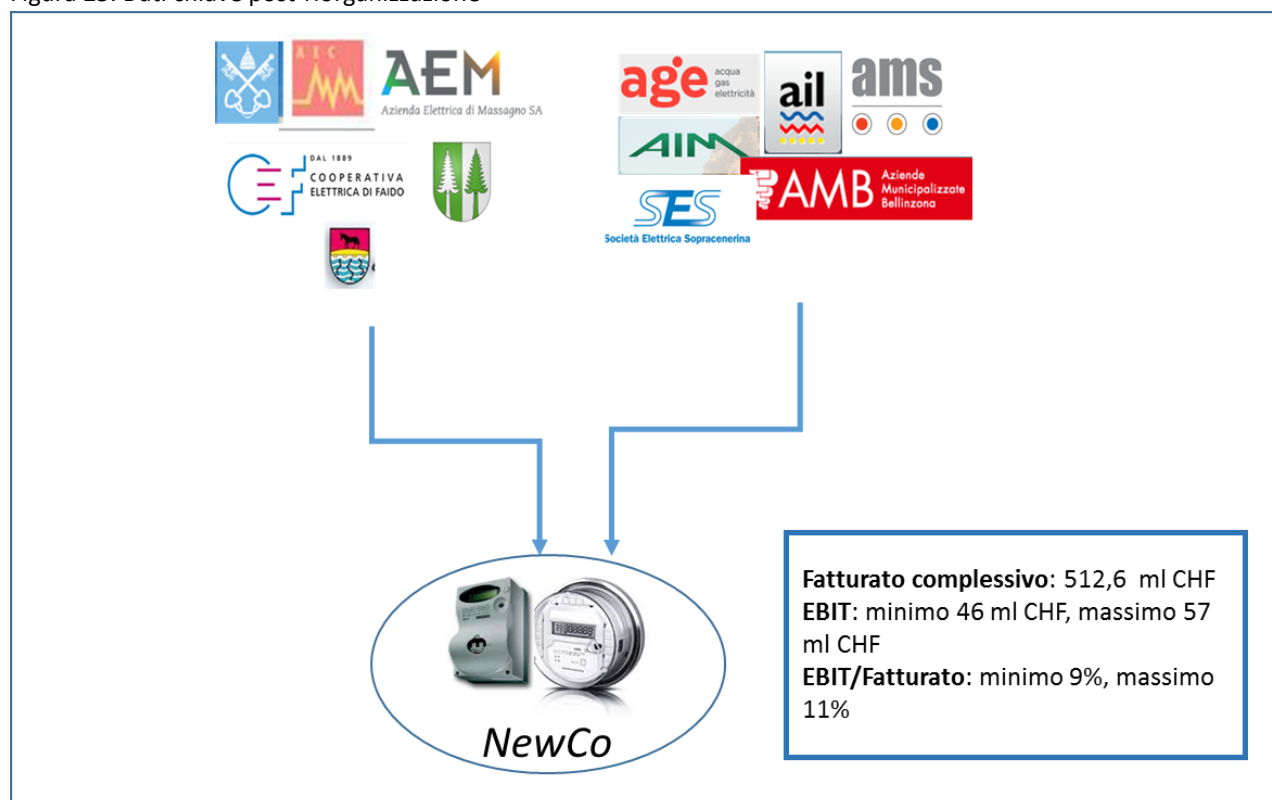 A E C
AEM
Azienda Elettrica di Massagno SA
DAL 1889
COOPERATIVA
ELETTRICA DI FAIDO
age
acqua
gas
elettricità
ail
ams
AIM
SES
Società Elettrica Sopracenerina
AMB
Aziende
Municipalizzate
Bellinzona
NewCo
Fatturato complessivo: 512,6 ml CHF
EBIT: minimo 46 ml CHF, massimo 57
ml CHF
EBIT/Fatturato: minimo 9%, massimo
11%